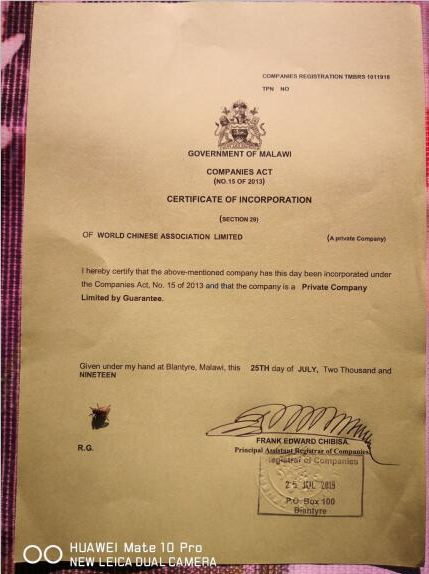 COMPANIES REGISTRATION TMBRS 1011918
TPN NO
GOVERNMENT OF MALAWI
COMPANIES ACT
(NO.15 OF 2013)
CERTIFICATE OF INCORPORATION
(SECTION 29)
OF WORLD CHINESE ASSOCIATION LIMITED (A private Company)
I hereby certify that the above-mentioned company has this day been incorporated under
the Companies Act, No. 15 of 2013 and that the company is a Private Company
Limited by Guarantee.
Given under my hand at Blantyre, Malawi, this 25TH day of JULY, Two Thousand and
NINETEEN
FRANK EDWARD CHIBISA
R.G. Principal Assistant Registrar of Companies
Registrar of Companies
25 JUL 2019
P.O. Box 100
Blantyre
HUAWEI Mate 10 Pro
NEW LEICA DUAL CAMERA